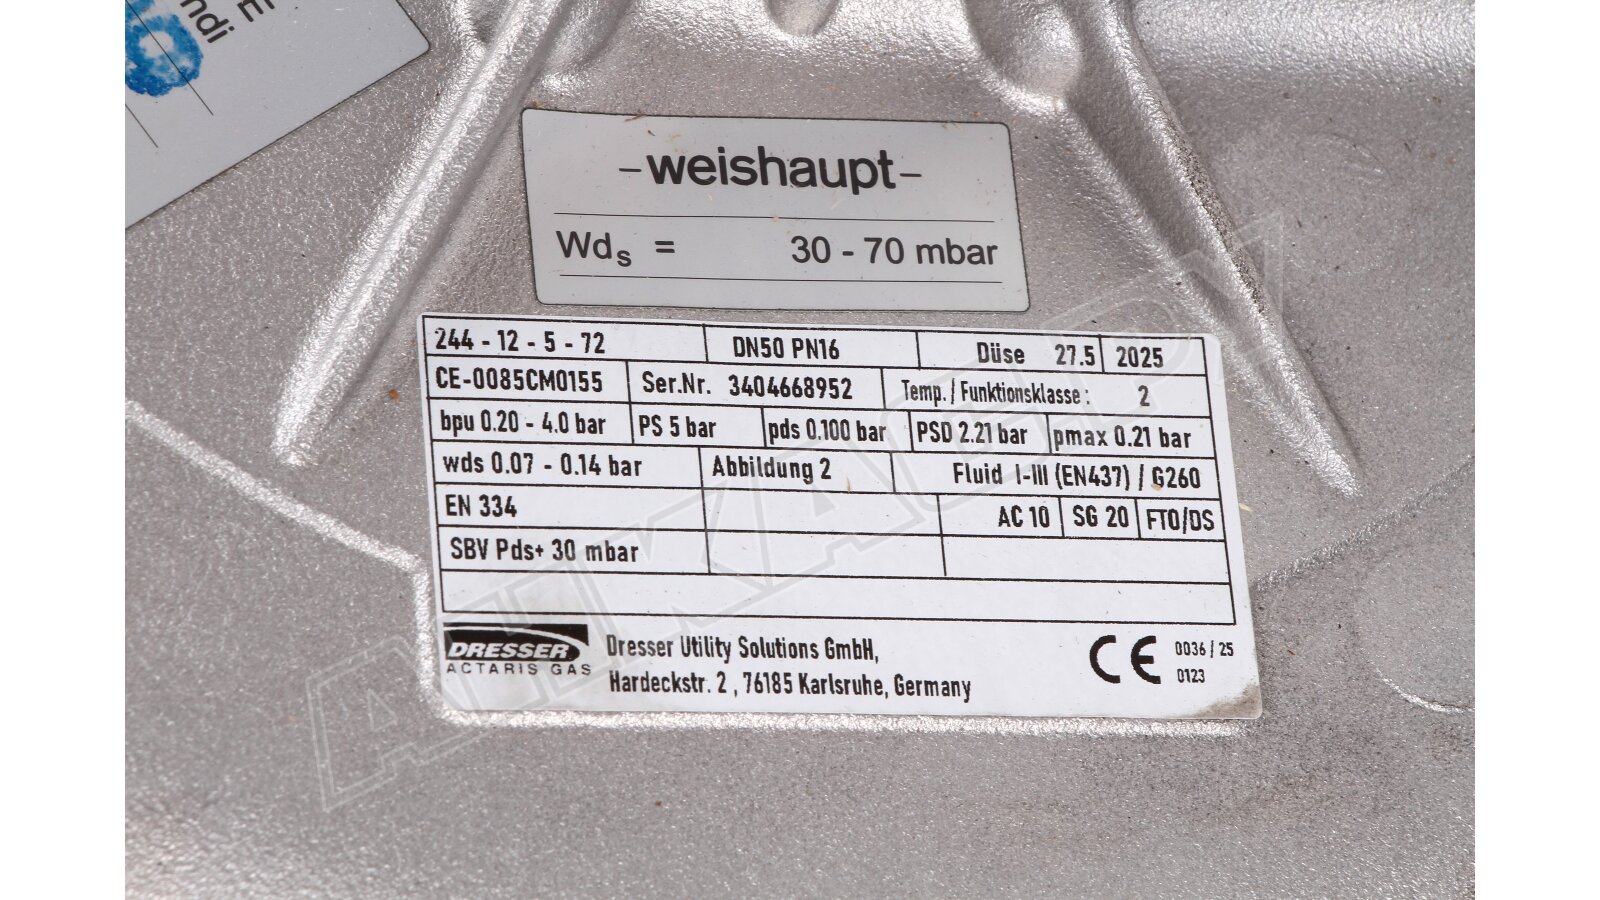 E
ndi
-weishaupt-
Wds = 30 - 70 mbar
244 - 12 - 5 - 72 DN50 PN16 Düse 27.5 2025
CE-0085CM0155 Ser.Nr. 3404668952 Temp./ Funktionsklasse: 2
bpu 0.20 - 4.0 bar PS 5 bar pds 0.100 bar PSD 2.21 bar pmax 0.21 bar
wds 0.07 - 0.14 bar Abbildung 2 Fluid I-III (EN437) / G260
EN 334 AC 10 SG 20 FTO/DS
SBV Pds+ 30 mbar
DRESSER
ACTARIS GAS
Dresser Utility Solutions GmbH,
Hardeckstr. 2 , 76185 Karlsruhe, Germany
CE 0036 / 25
0123